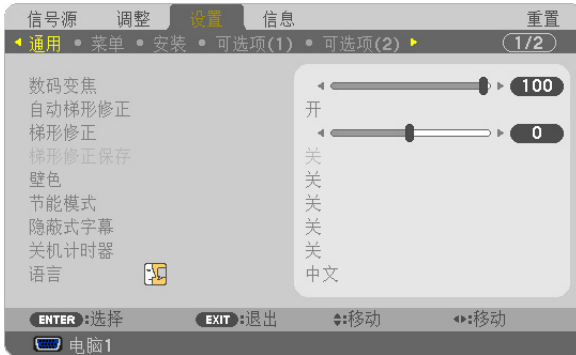 信号源 调整 设置 信息 重置
通用 • 菜单 • 安装 • 可选项(1) • 可选项(2) 1/2
数码变焦 100
自动梯形修正 开
梯形修正 0
梯形修正保存 关
壁色 关
节能模式 关
隐蔽式字幕 关
关机计时器 关
语言 中文
ENTER :选择 EXIT :退出 :移动 :移动
电脑1